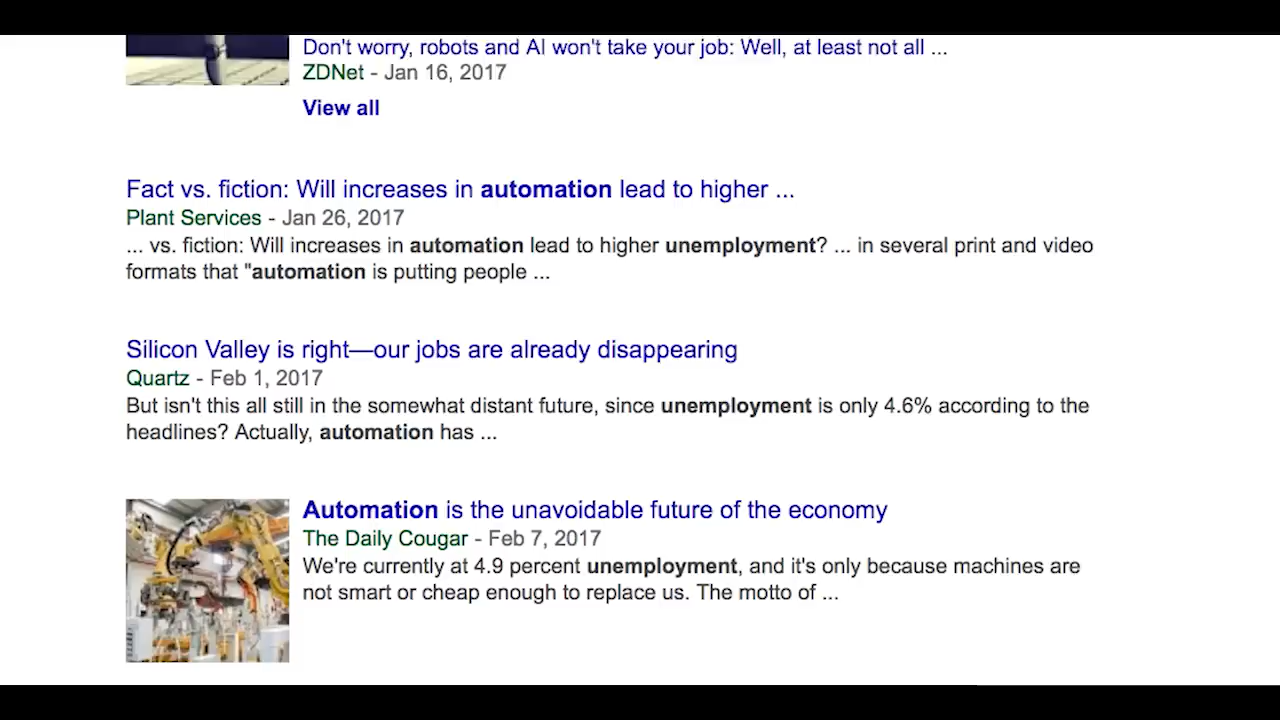 Don't worry, robots and AI won't take your job: Well, at least not all ...
ZDNet - Jan 16, 2017
View all
Fact vs. fiction: Will increases in automation lead to higher ...
Plant Services - Jan 26, 2017
... vs. fiction: Will increases in automation lead to higher unemployment? ... in several print and video
formats that "automation is putting people ...
Silicon Valley is right—our jobs are already disappearing
Quartz - Feb 1, 2017
But isn't this all still in the somewhat distant future, since unemployment is only 4.6% according to the
headlines? Actually, automation has ...
Automation is the unavoidable future of the economy
The Daily Cougar - Feb 7, 2017
We're currently at 4.9 percent unemployment, and it's only because machines are
not smart or cheap enough to replace us. The motto of ...